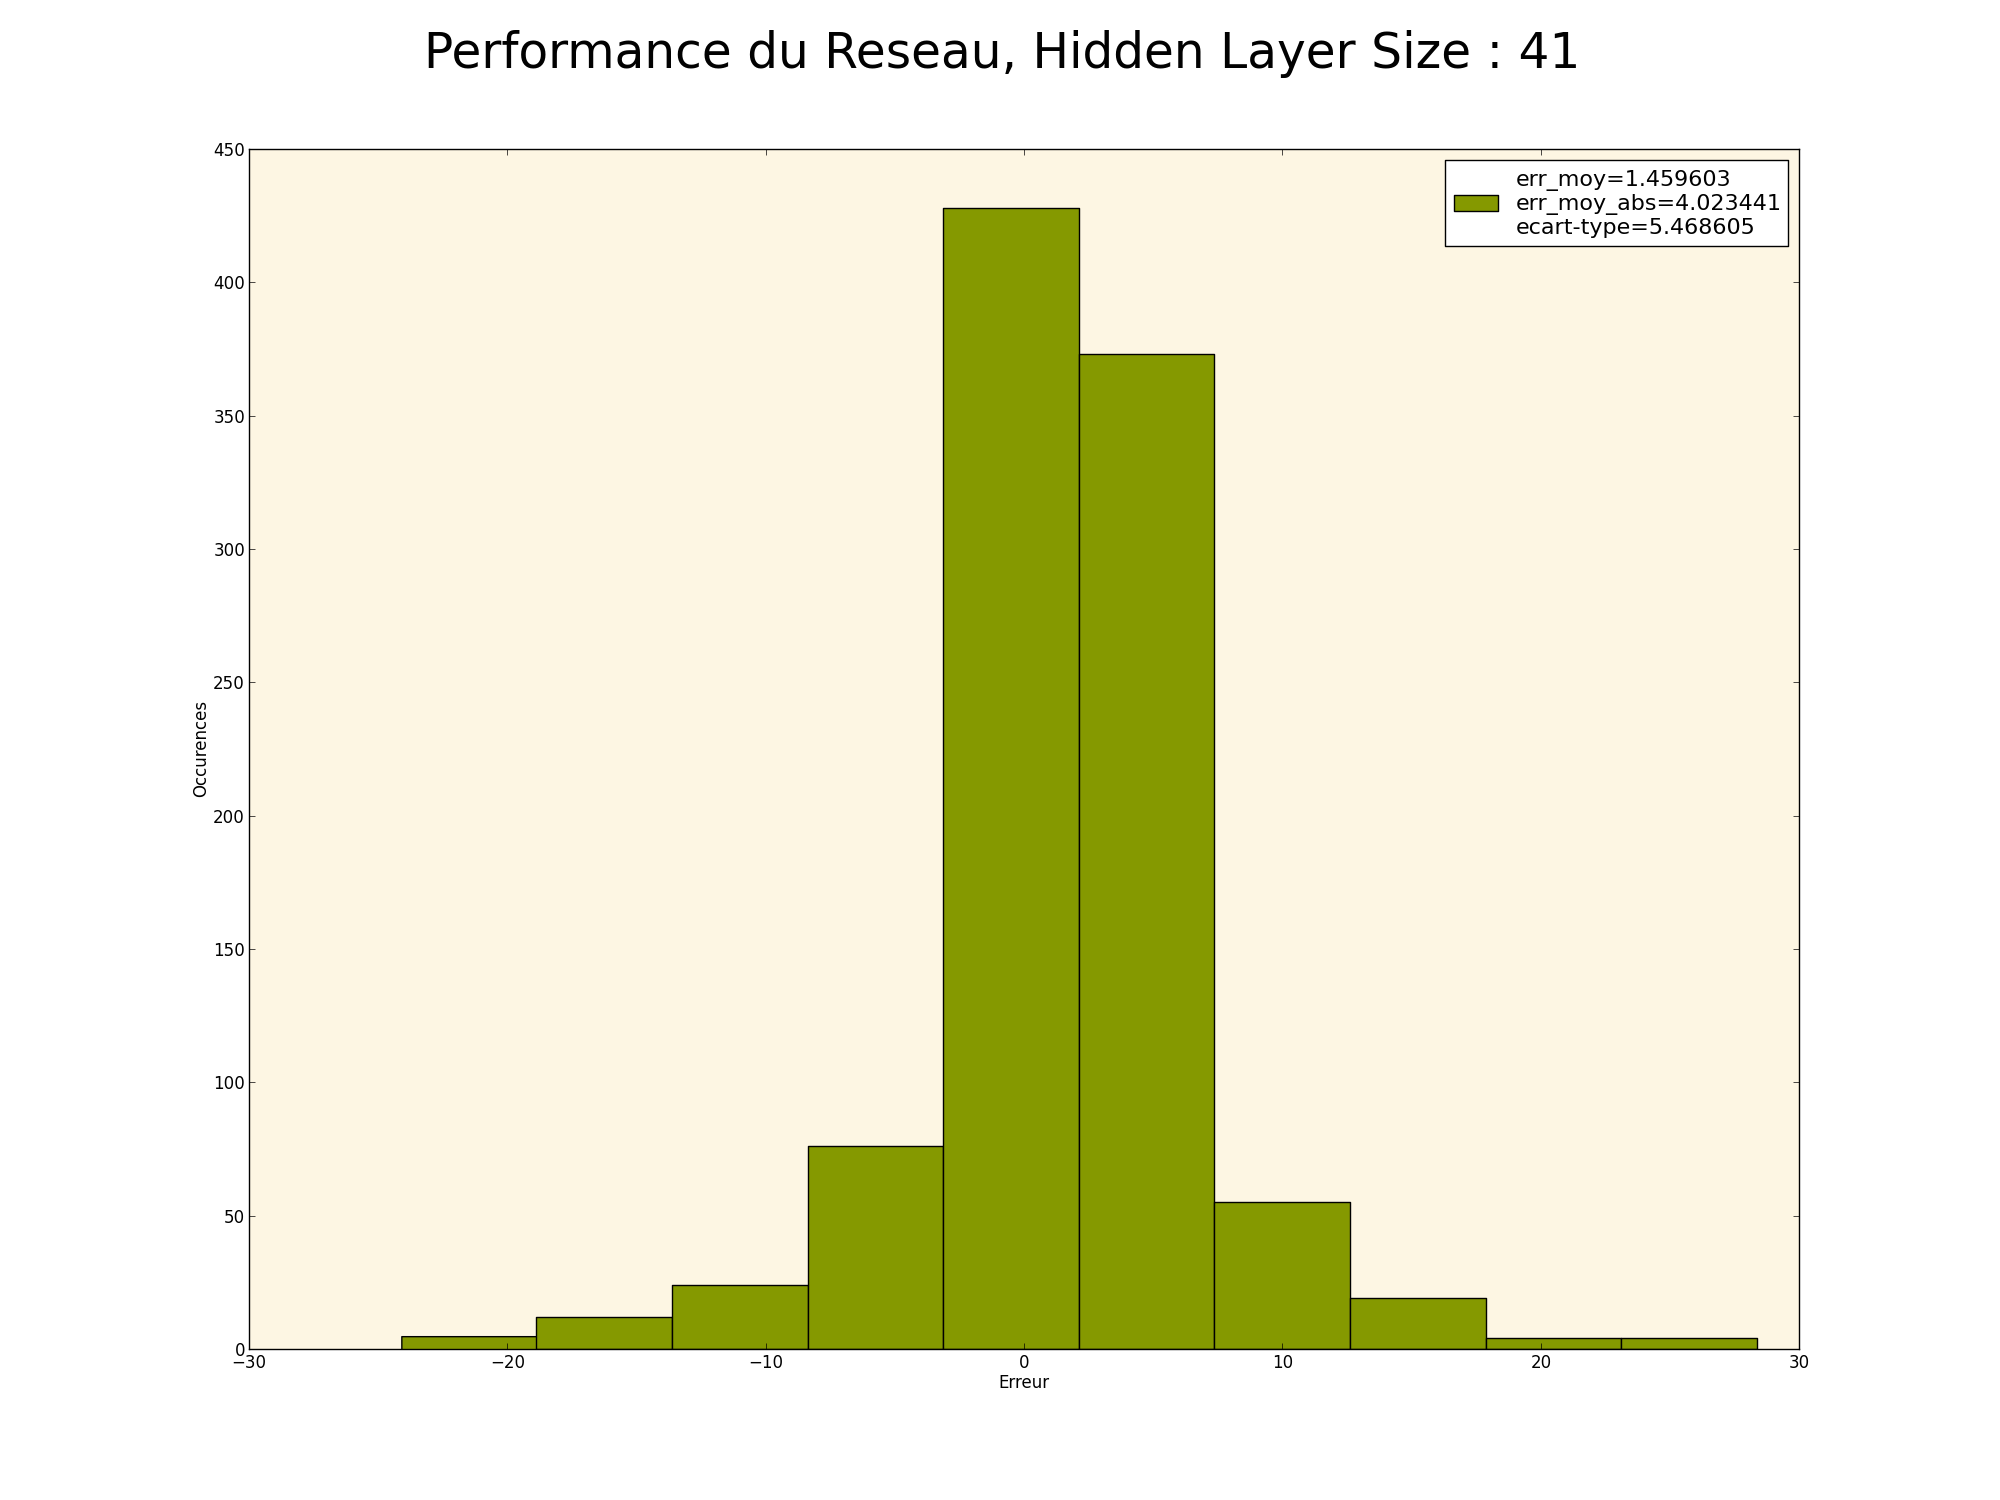 Performance du Reseau, Hidden Layer Size : 41
450
400
350
300
250
200
150
100
50
0
Occurences
err_moy=1.459603
err_moy_abs=4.023441
ecart-type=5.468605
−30
−20
−10
0
10
20
30
Erreur